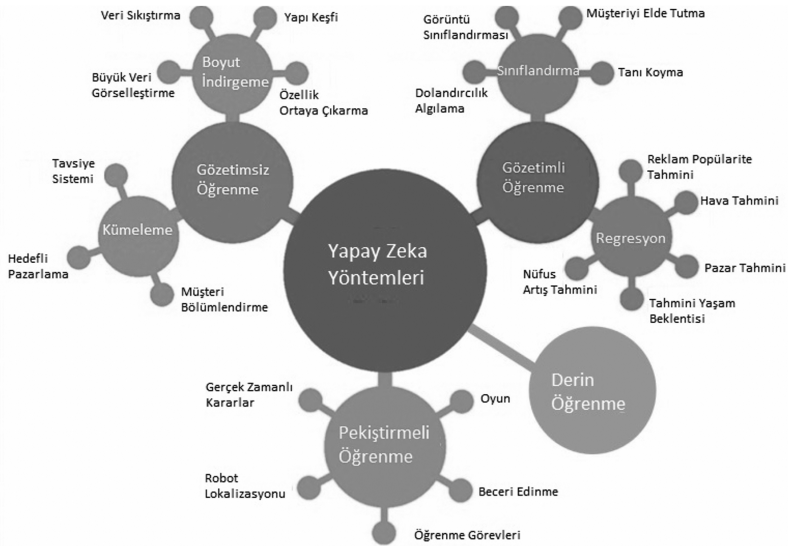 Veri Sıkıştırma
Yapı Keşfi
Boyut
İndirgeme
Büyük Veri
Görselleştirme
Özellik
Ortaya Çıkarma
Görüntü
Sınıflandırması
Müşteriyi Elde Tutma
Sınıflandırma
Tanı Koyma
Dolandırcılık
Algılama
Gözetimsiz
Öğrenme
Gözetimli
Öğrenme
Tavsiye
Sistemi
Kümeleme
Hedefli
Pazarlama
Müşteri
Bölümlendirme
Reklam Popülarite
Tahmini
Hava Tahmini
Regresyon
Pazar Tahmini
Nüfus
Artış Tahmini
Tahmini Yaşam
Beklentisi
Yapay Zeka
Yöntemleri
Derin
Öğrenme
Gerçek Zamanlı
Kararlar
Oyun
Pekiştirmeli
Öğrenme
Robot
Lokalizasyonu
Beceri Edinme
Öğrenme Görevleri